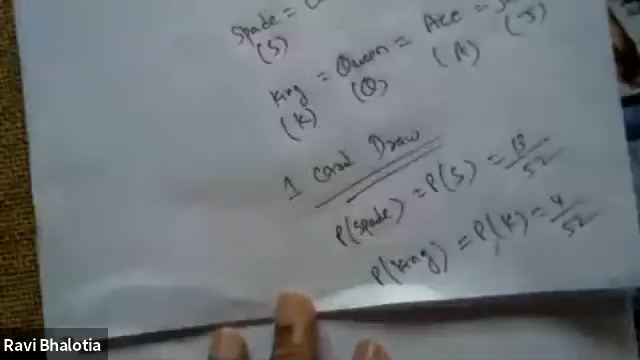 Spade =
(S)
King = Queen = Ace =
(K) (Q) (A) (J)
1 Card Draw
P(Spade) = P(S) = 13/52
P(King) = P(K) = 4/52
Ravi Bhalotia